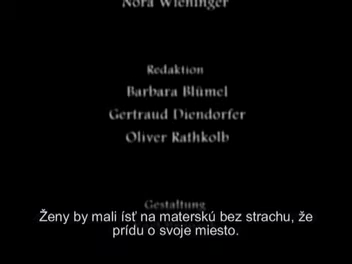 Nora Wieninger
Redaktion
Barbara Blümel
Gertraud Diendorfer
Oliver Rathkolb
Gestaltung
Ženy by mali ísť na materskú bez strachu, že
prídu o svoje miesto.